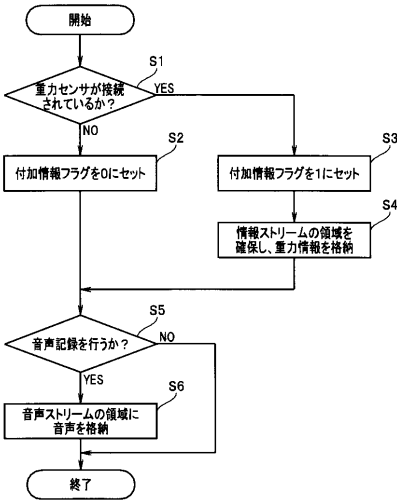 開始
S1
重力センサが接続
されているか？
YES
NO
S2
付加情報フラグを0にセット
S3
付加情報フラグを1にセット
S4
情報ストリームの領域を
確保し、重力情報を格納
S5
音声記録を行うか？
NO
YES
S6
音声ストリームの領域に
音声を格納
終了